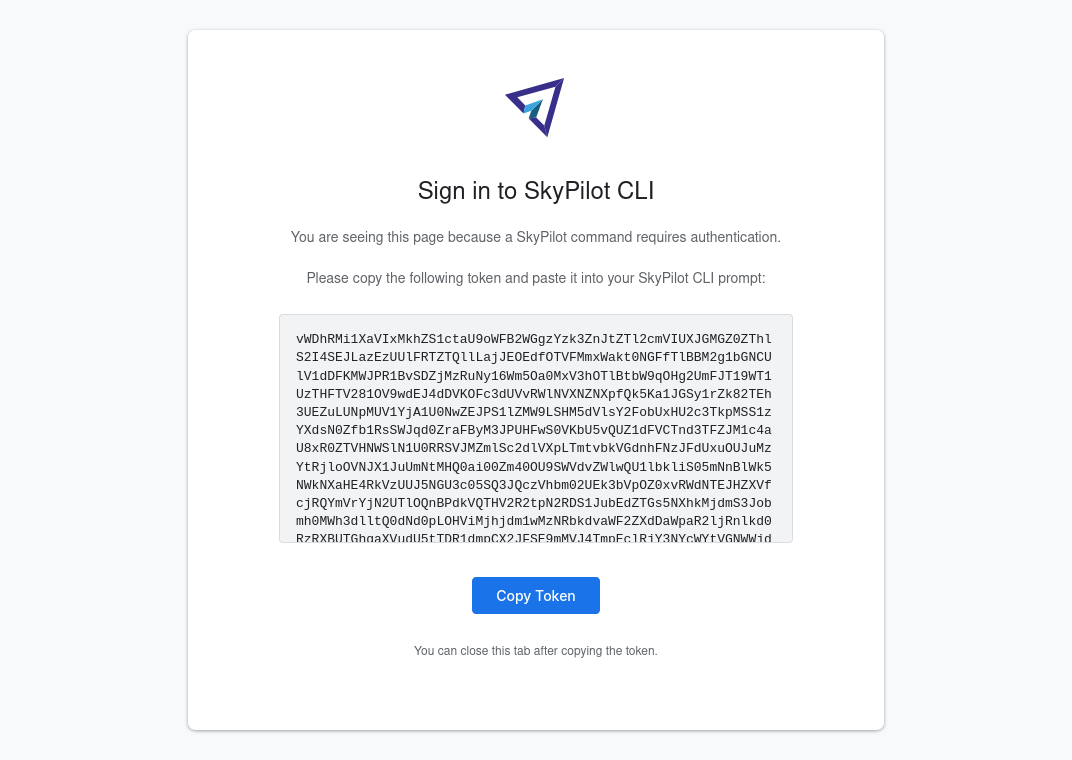 Sign in to SkyPilot CLI
You are seeing this page because a SkyPilot command requires authentication.
Please copy the following token and paste it into your SkyPilot CLI prompt:
vWDhRMi1XaVIxMkhZS1ctaU9oWFB2WGgzYzk3ZnJtZTl2cmVIUXJGMGZ0ZThl
S2I4SEJLazEzUUlFRTZTQllLajJEOEdfOTVFMmxWakt0NGFfTlBBM2g1bGNCU
lV1dDFKMWJPR1BvSDZjMzRuNy16Wm5Oa0MxV3hOTlBtbW9qOHg2UmFJT19WT1
UzTHFTV281OV9wdEJ4dDVKOFc3dUVvRWlNVXNZNXpfQk5Ka1JGSy1rZk82TEh
3UEZuLUNpMUV1YjA1U0NwZEJPS1lZMW9LSHM5dVlsY2FobUxHU2c3TkpMSS1z
YXdsN0Zfb1RsSWJqd0ZraFByM3JPUHFwS0VKbU5vQUZ1dFVCTnd3TFZJM1c4a
U8xR0ZTVHNWSlN1U0RRSVJMZmlSc2dlVXpLTmtvbkVGdnhFNzJFdUxuOUJuMz
YtRjloOVNJX1JuUmNtMHQ0ai00Zm40OU9SWVdvZWlwQU1lbkliS05mNnBlWk5
NWkNXaHE4RkVzUUJ5NGU3c05SQ3JQczVhbm02UEk3bVpOZ0xvRWdNTEJHZXVf
cjRQYmVrYjN2UTlOQnBPdkVQTHV2R2tpN2RDS1JubEdZTGs5NXhkMjdmS3Job
mh0MWh3dlltQ0dNd0pLOHViMjhjdm1wMzNRbkdvaWF2ZXdDaWpaR2ljRnlkd0
Copy Token
You can close this tab after copying the token.